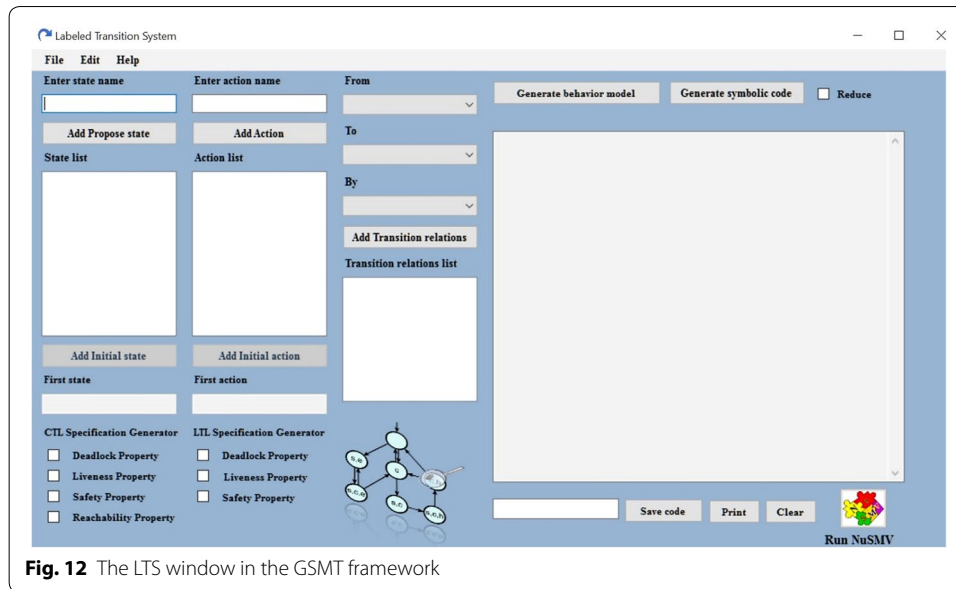 Labeled Transition System
File Edit Help
Enter state name
Enter action name
From
Generate behavior model
Generate symbolic code
Reduce
Add Propose state
Add Action
To
State list
Action list
By
Add Transition relations
Transition relations list
Add Initial state
Add Initial action
First state
First action
CTL Specification Generator
Deadlock Property
Liveness Property
Safety Property
Reachability Property
LTL Specification Generator
Deadlock Property
Liveness Property
Safety Property
s,e
c
s,c,e
s,c
s,c,h
Save code
Print
Clear
Run NuSMV
Fig. 12 The LTS window in the GSMT framework